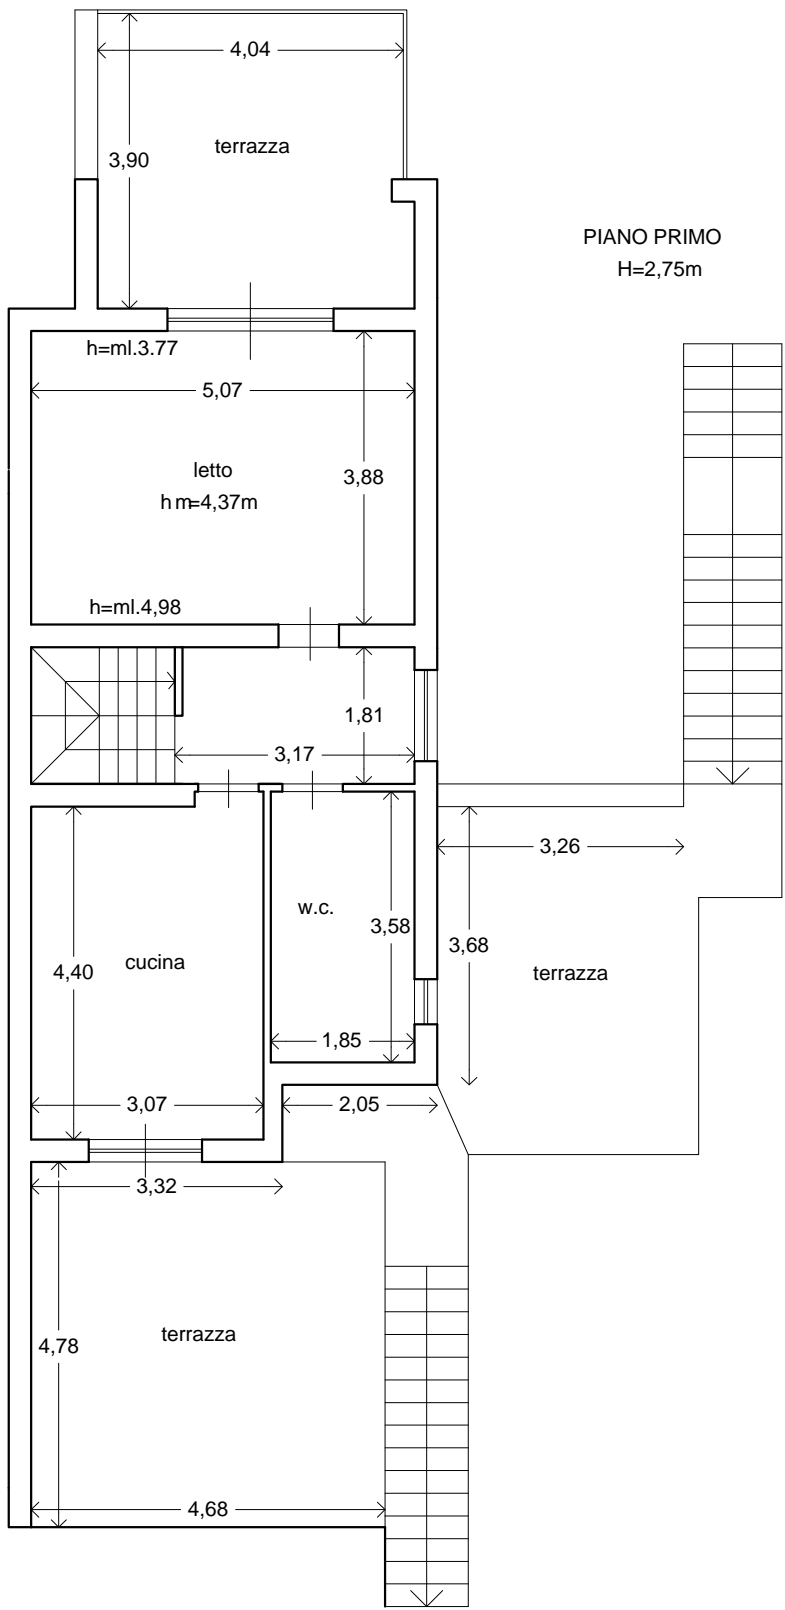 4,04
terrazza
3,90
PIANO PRIMO
H=2,75m
h=ml.3.77
5,07
letto
3,88
hm=4,37m
h=ml.4,98
1,81
3,17
3,26
w.c.
3,58
3,68
cucina
4,40
terrazza
1,85
3,07
2,05
3,32
terrazza
4,78
4,68